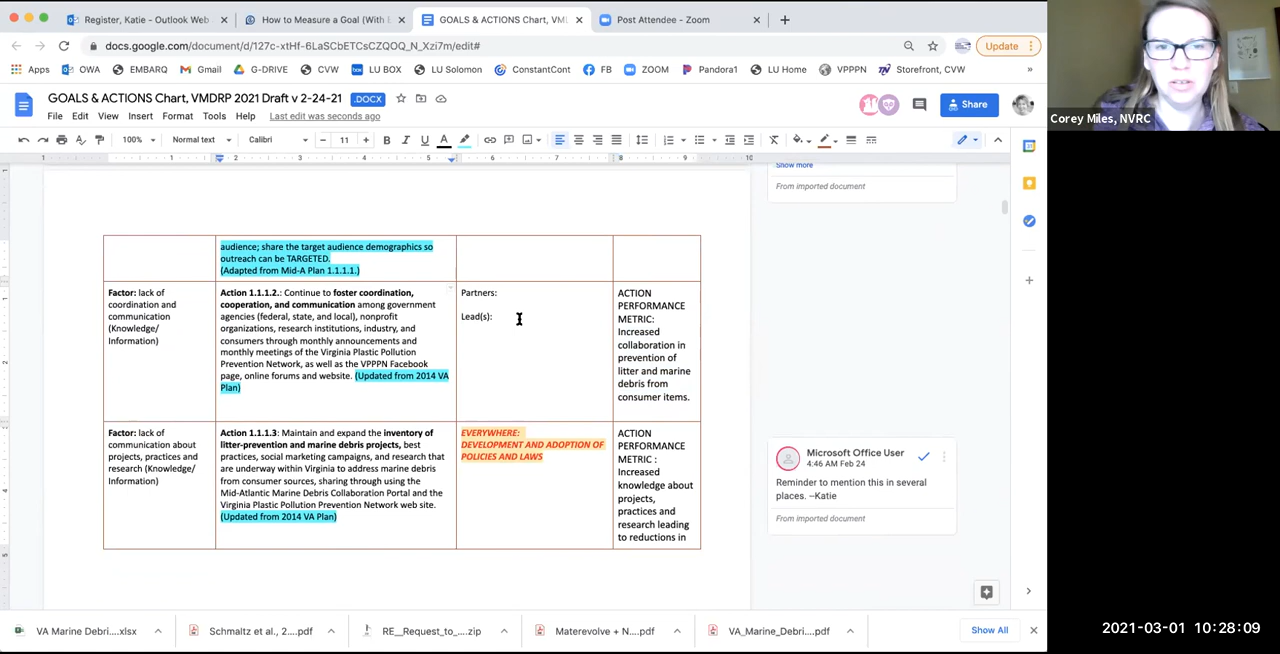 Register, Katie - Outlook Web
How to Measure a Goal (With E
GOALS & ACTIONS Chart, VML
Post Attendee - Zoom
docs.google.com/document/d/127c-xtHf-6LaSCbETCsCZQOQ_N_Xzi7m/edit#
Update
Apps OWA EMBARQ Gmail G-DRIVE CVW LU BOX LU Solomon ConstantCont FB ZOOM Pandora1 LU Home VPPPN Storefront, CVW »
GOALS & ACTIONS Chart, VMDRP 2021 Draft v 2-24-21 .DOCX
File Edit View Insert Format Tools Help Last edit was seconds ago
Share
100% Normal text Calibri 11 B I U A
1 2 3 4 5 6 7 8 9 10
Show more
From imported document
audience; share the target audience demographics so
outreach can be TARGETED.
(Adapted from Mid-A Plan 1.1.1.1.)
Factor: lack of
coordination and
communication
(Knowledge/
Information)
Action 1.1.1.2.: Continue to foster coordination,
cooperation, and communication among government
agencies (federal, state, and local), nonprofit
organizations, research institutions, industry, and
consumers through monthly announcements and
monthly meetings of the Virginia Plastic Pollution
Prevention Network, as well as the VPPPN Facebook
page, online forums and website. (Updated from 2014 VA
Plan)
Partners:
Lead(s):
ACTION
PERFORMANCE
METRIC:
Increased
collaboration in
prevention of
litter and marine
debris from
consumer items.
Factor: lack of
communication about
projects, practices and
research (Knowledge/
Information)
Action 1.1.1.3: Maintain and expand the inventory of
litter-prevention and marine debris projects, best
practices, social marketing campaigns, and research that
are underway within Virginia to address marine debris
from consumer sources, sharing through using the
Mid-Atlantic Marine Debris Collaboration Portal and the
Virginia Plastic Pollution Prevention Network web site.
(Updated from 2014 VA Plan)
EVERYWHERE:
DEVELOPMENT AND ADOPTION OF
POLICIES AND LAWS
ACTION
PERFORMANCE
METRIC :
Increased
knowledge about
projects,
practices and
research leading
to reductions in
Microsoft Office User
4:46 AM Feb 24
Reminder to mention this in several
places. –Katie
From imported document
VA Marine Debri....xlsx
Schmaltz et al., 2....pdf
RE__Request_to_....zip
Materevolve + N....pdf
VA_Marine_Debri....pdf
Show All
Corey Miles, NVRC
2021-03-01 10:28:09